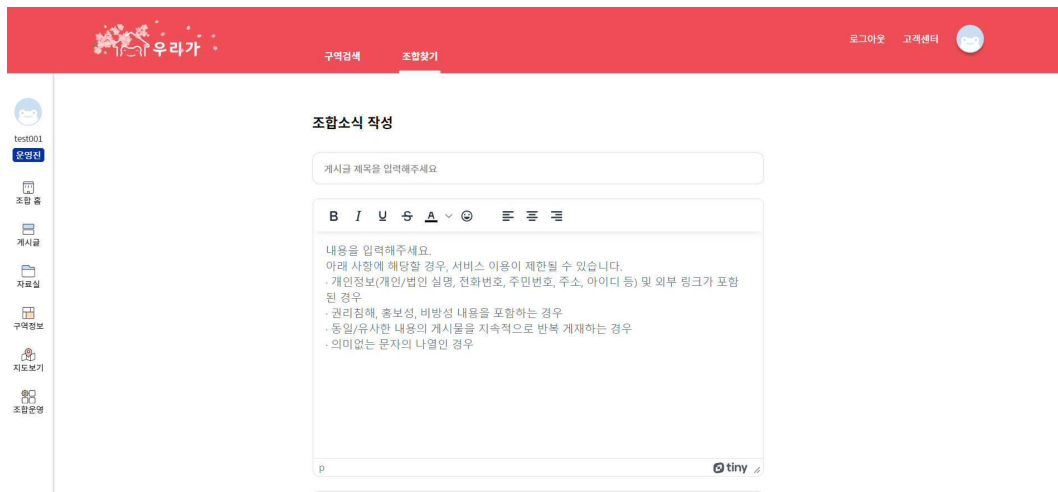 우리가
구역검색
조합찾기
로그아웃
고객센터
test001
운영진
조합 홈
게시글
자료실
구역정보
지도보기
조합운영
조합소식 작성
게시글 제목을 입력해주세요
B I U S A
내용을 입력해주세요.
아래 사항에 해당할 경우, 서비스 이용이 제한될 수 있습니다.
· 개인정보(개인/법인 실명, 전화번호, 주민번호, 주소, 아이디 등) 및 외부 링크가 포함
된 경우
· 권리침해, 홍보성, 비방성 내용을 포함하는 경우
· 동일/유사한 내용의 게시물을 지속적으로 반복 게재하는 경우
· 의미없는 문자의 나열인 경우
p
tiny